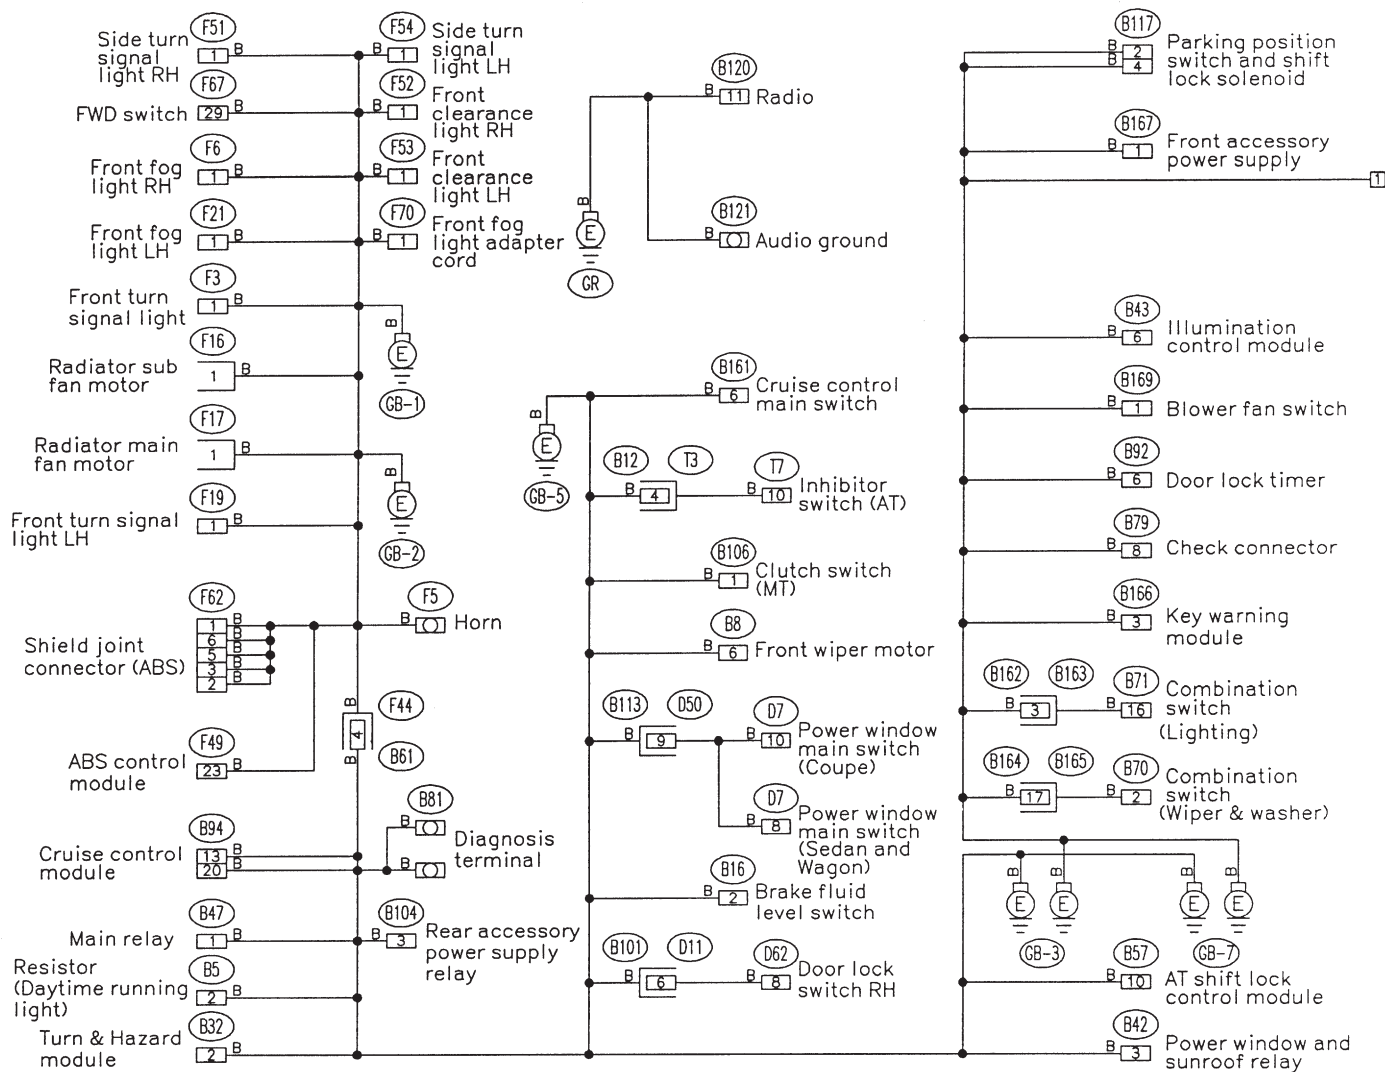 F51
B
1
Side turn
signal
light RH
F54
B
1
Side turn
signal
light LH
F67
B
29
FWD switch
F52
B
1
Front
clearance
light RH
F6
B
1
Front fog
light RH
F53
B
1
Front
clearance
light LH
F21
B
1
Front fog
light LH
F70
B
1
Front fog
light adapter
cord
F3
B
1
Front turn
signal light
B
E
GB-1
F16
B
1
Radiator sub
fan motor
F17
B
1
Radiator main
fan motor
B
E
GB-2
F19
B
1
Front turn signal
light LH
F62
1
B
6
B
5
B
3
B
2
B
Shield joint
connector (ABS)
F5
B
Horn
B
F44
4
B
B61
F49
23
B
ABS control
module
B81
B
B
Diagnosis
terminal
B94
13
B
20
B
Cruise control
module
B47
1
B
Main relay
B104
B
3
Rear accessory
power supply
relay
B5
2
B
Resistor
(Daytime running
light)
B32
2
B
Turn & Hazard
module
B120
B
11
Radio
B
E
GR
B121
B
Audio ground
B161
B
6
Cruise control
main switch
B
E
GB-5
B12
T3
B
4
T7
B
10
Inhibitor
switch (AT)
B106
B
1
Clutch switch
(MT)
B8
B
6
Front wiper motor
B113
D50
B
9
D7
B
10
Power window
main switch
(Coupe)
D7
B
8
Power window
main switch
(Sedan and
Wagon)
B16
B
2
Brake fluid
level switch
B101
D11
B
6
D62
B
8
Door lock
switch RH
B117
B
2
B
4
Parking position
switch and shift
lock solenoid
B167
B
1
Front accessory
power supply
1
B43
B
6
Illumination
control module
B169
B
1
Blower fan switch
B92
B
6
Door lock timer
B79
B
8
Check connector
B166
B
3
Key warning
module
B162
B163
B
3
B71
B
16
Combination
switch
(Lighting)
B164
B165
B
17
B70
B
2
Combination
switch
(Wiper & washer)
B
E
B
E
GB-3
B
E
B
E
GB-7
B57
B
10
AT shift lock
control module
B42
B
3
Power window and
sunroof relay